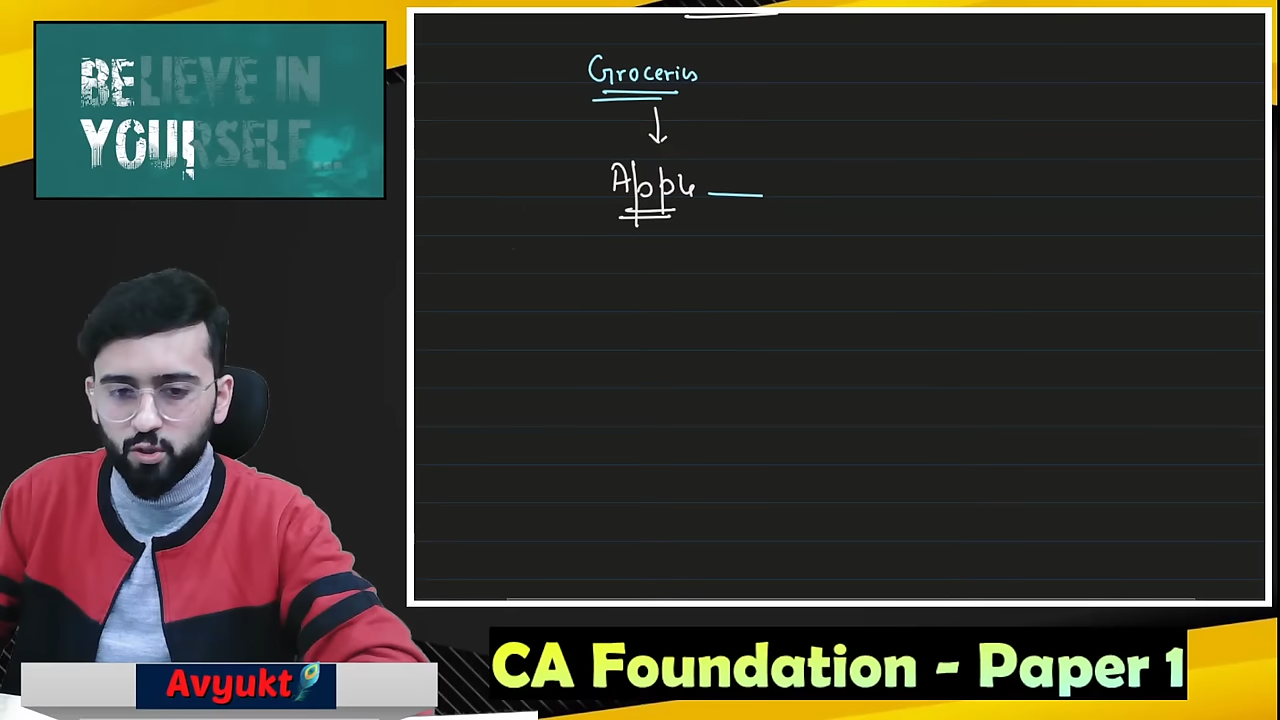 BELIEVE IN
YOURSELF...
Groceries
Apple
Avyukt
CA Foundation - Paper 1